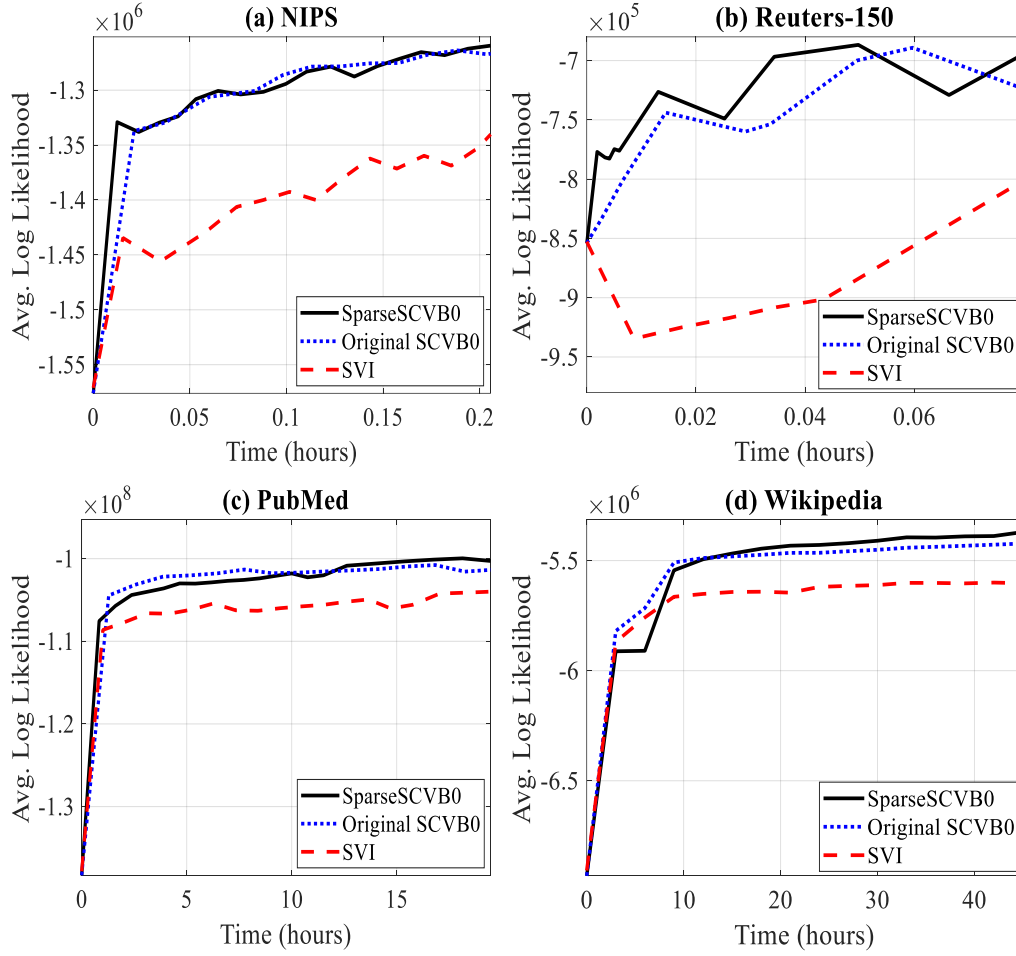 ×10^6
(a) NIPS
-1.3
-1.35
-1.4
-1.45
-1.5
-1.55
Avg. Log Likelihood
SparseSCVB0
Original SCVB0
SVI
0 0.05 0.1 0.15 0.2
Time (hours)
×10^5
(b) Reuters-150
-7
-7.5
-8
-8.5
-9
-9.5
Avg. Log Likelihood
SparseSCVB0
Original SCVB0
SVI
0 0.02 0.04 0.06
Time (hours)
×10^8
(c) PubMed
-1
-1.1
-1.2
-1.3
Avg. Log Likelihood
SparseSCVB0
Original SCVB0
SVI
0 5 10 15
Time (hours)
×10^6
(d) Wikipedia
-5.5
-6
-6.5
Avg. Log Likelihood
SparseSCVB0
Original SCVB0
SVI
0 10 20 30 40
Time (hours)